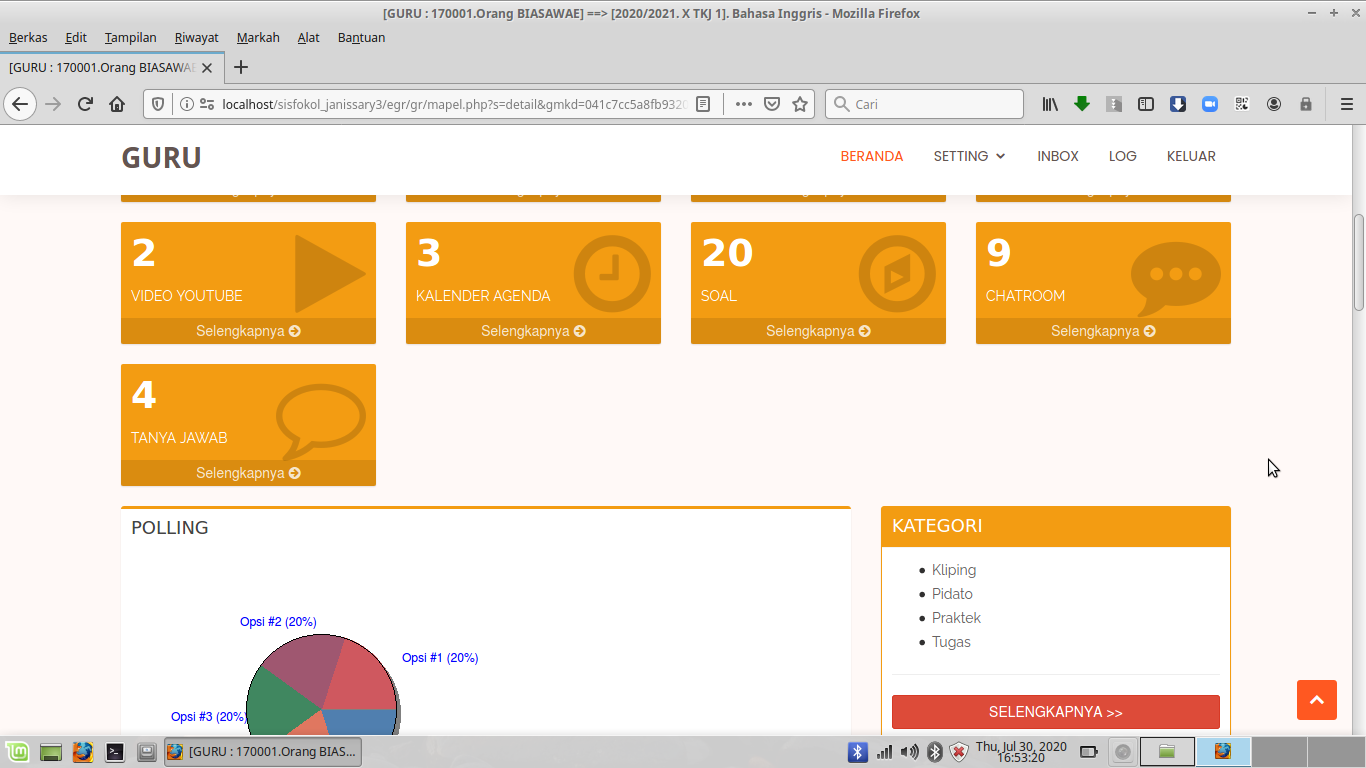 [GURU : 170001.Orang BIASAWAE] ==> [2020/2021. X TKJ 1]. Bahasa Inggris - Mozilla Firefox
Berkas Edit Tampilan Riwayat Markah Alat Bantuan
[GURU : 170001.Orang BIASAWAE
localhost/sisfokol_janissary3/egr/gr/mapel.php?s=detail&gmkd=041c7cc5a8fb932 Cari
GURU BERANDA SETTING INBOX LOG KELUAR
2 3 20 9
VIDEO YOUTUBE KALENDER AGENDA SOAL CHATROOM
Selengkapnya Selengkapnya Selengkapnya Selengkapnya
4
TANYA JAWAB
Selengkapnya
POLLING
Opsi #2 (20%)
Opsi #1 (20%)
Opsi #3 (20%)
KATEGORI
Kliping
Pidato
Praktek
Tugas
SELENGKAPNYA >>
[GURU : 170001.Orang BIAS...
Thu, Jul 30, 2020
16:53:20